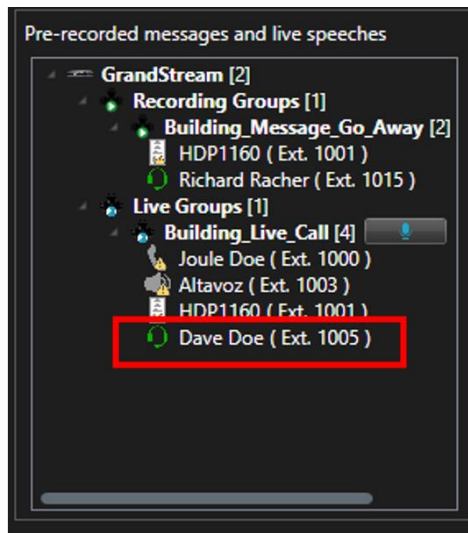 Pre-recorded messages and live speeches
GrandStream [2]
Recording Groups [1]
Building_Message_Go_Away [2]
HDP1160 ( Ext. 1001 )
Richard Racher ( Ext. 1015 )
Live Groups [1]
Building_Live_Call [4]
Joule Doe ( Ext. 1000 )
Altavoz ( Ext. 1003 )
HDP1160 ( Ext. 1001 )
Dave Doe ( Ext. 1005 )